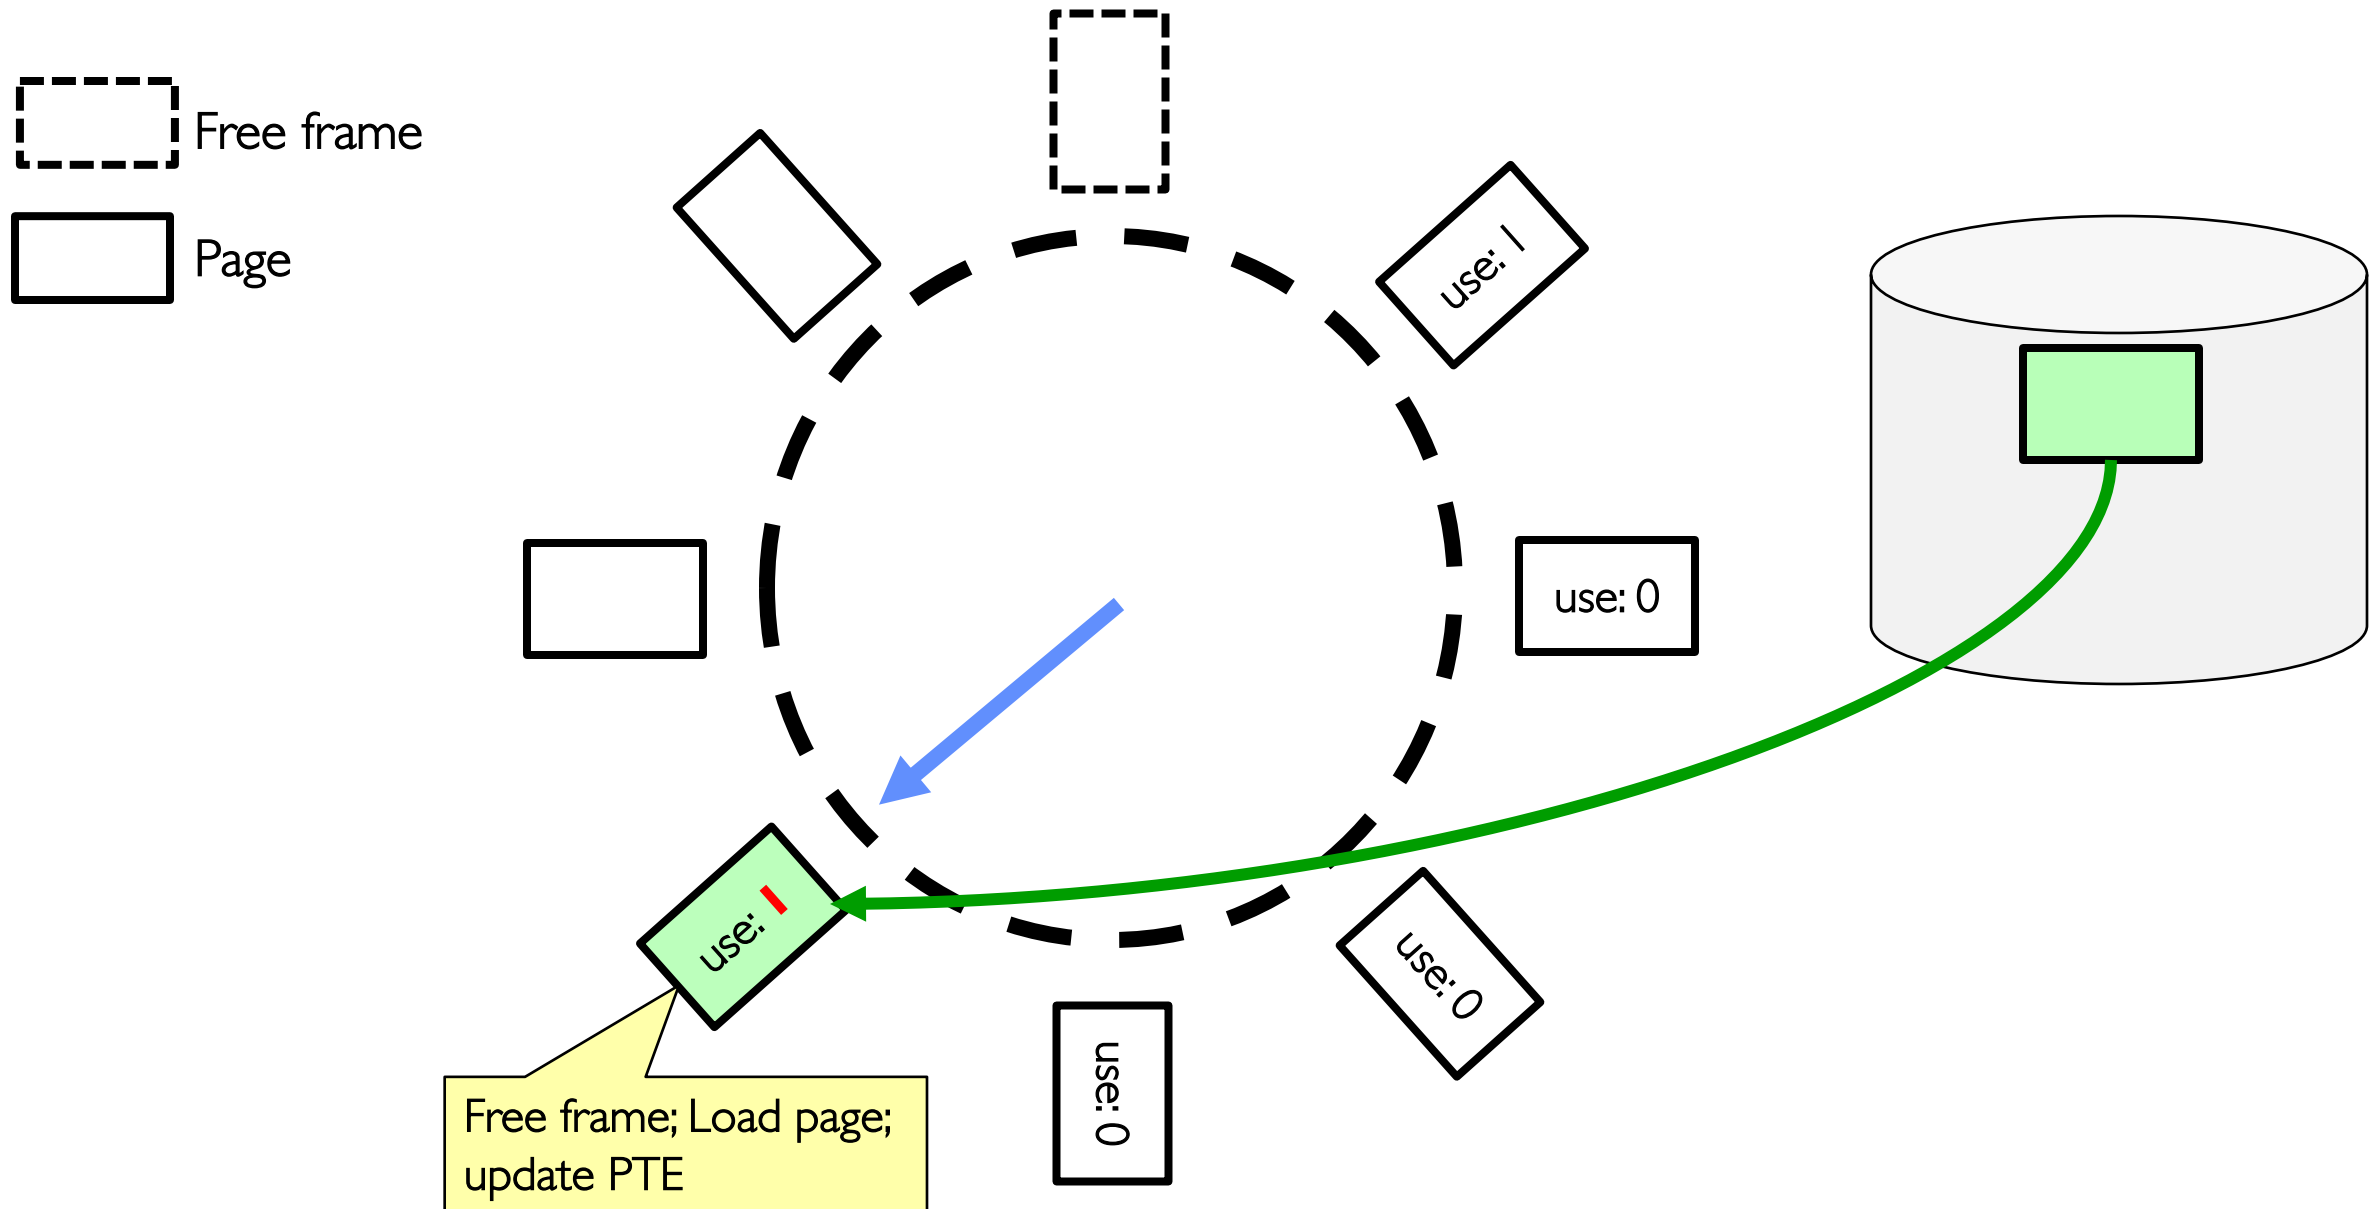 Free frame
Page
use: 1
use: 0
use: 0
use: 0
use: 1
Free frame; Load page;
update PTE